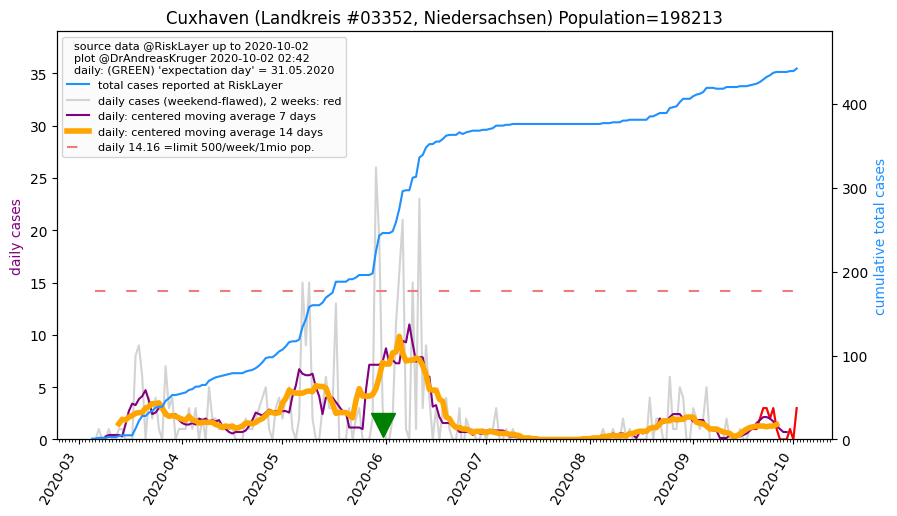 Cuxhaven (Landkreis #03352, Niedersachsen) Population=198213
source data @RiskLayer up to 2020-10-02
plot @DrAndreasKruger 2020-10-02 02:42
daily: (GREEN) 'expectation day' = 31.05.2020
total cases reported at RiskLayer
daily cases (weekend-flawed), 2 weeks: red
daily: centered moving average 7 days
daily: centered moving average 14 days
daily 14.16 =limit 500/week/1mio pop.
daily cases
35
30
25
20
15
10
5
0
cumulative total cases
400
300
200
100
0
2020-03
2020-04
2020-05
2020-06
2020-07
2020-08
2020-09
2020-10